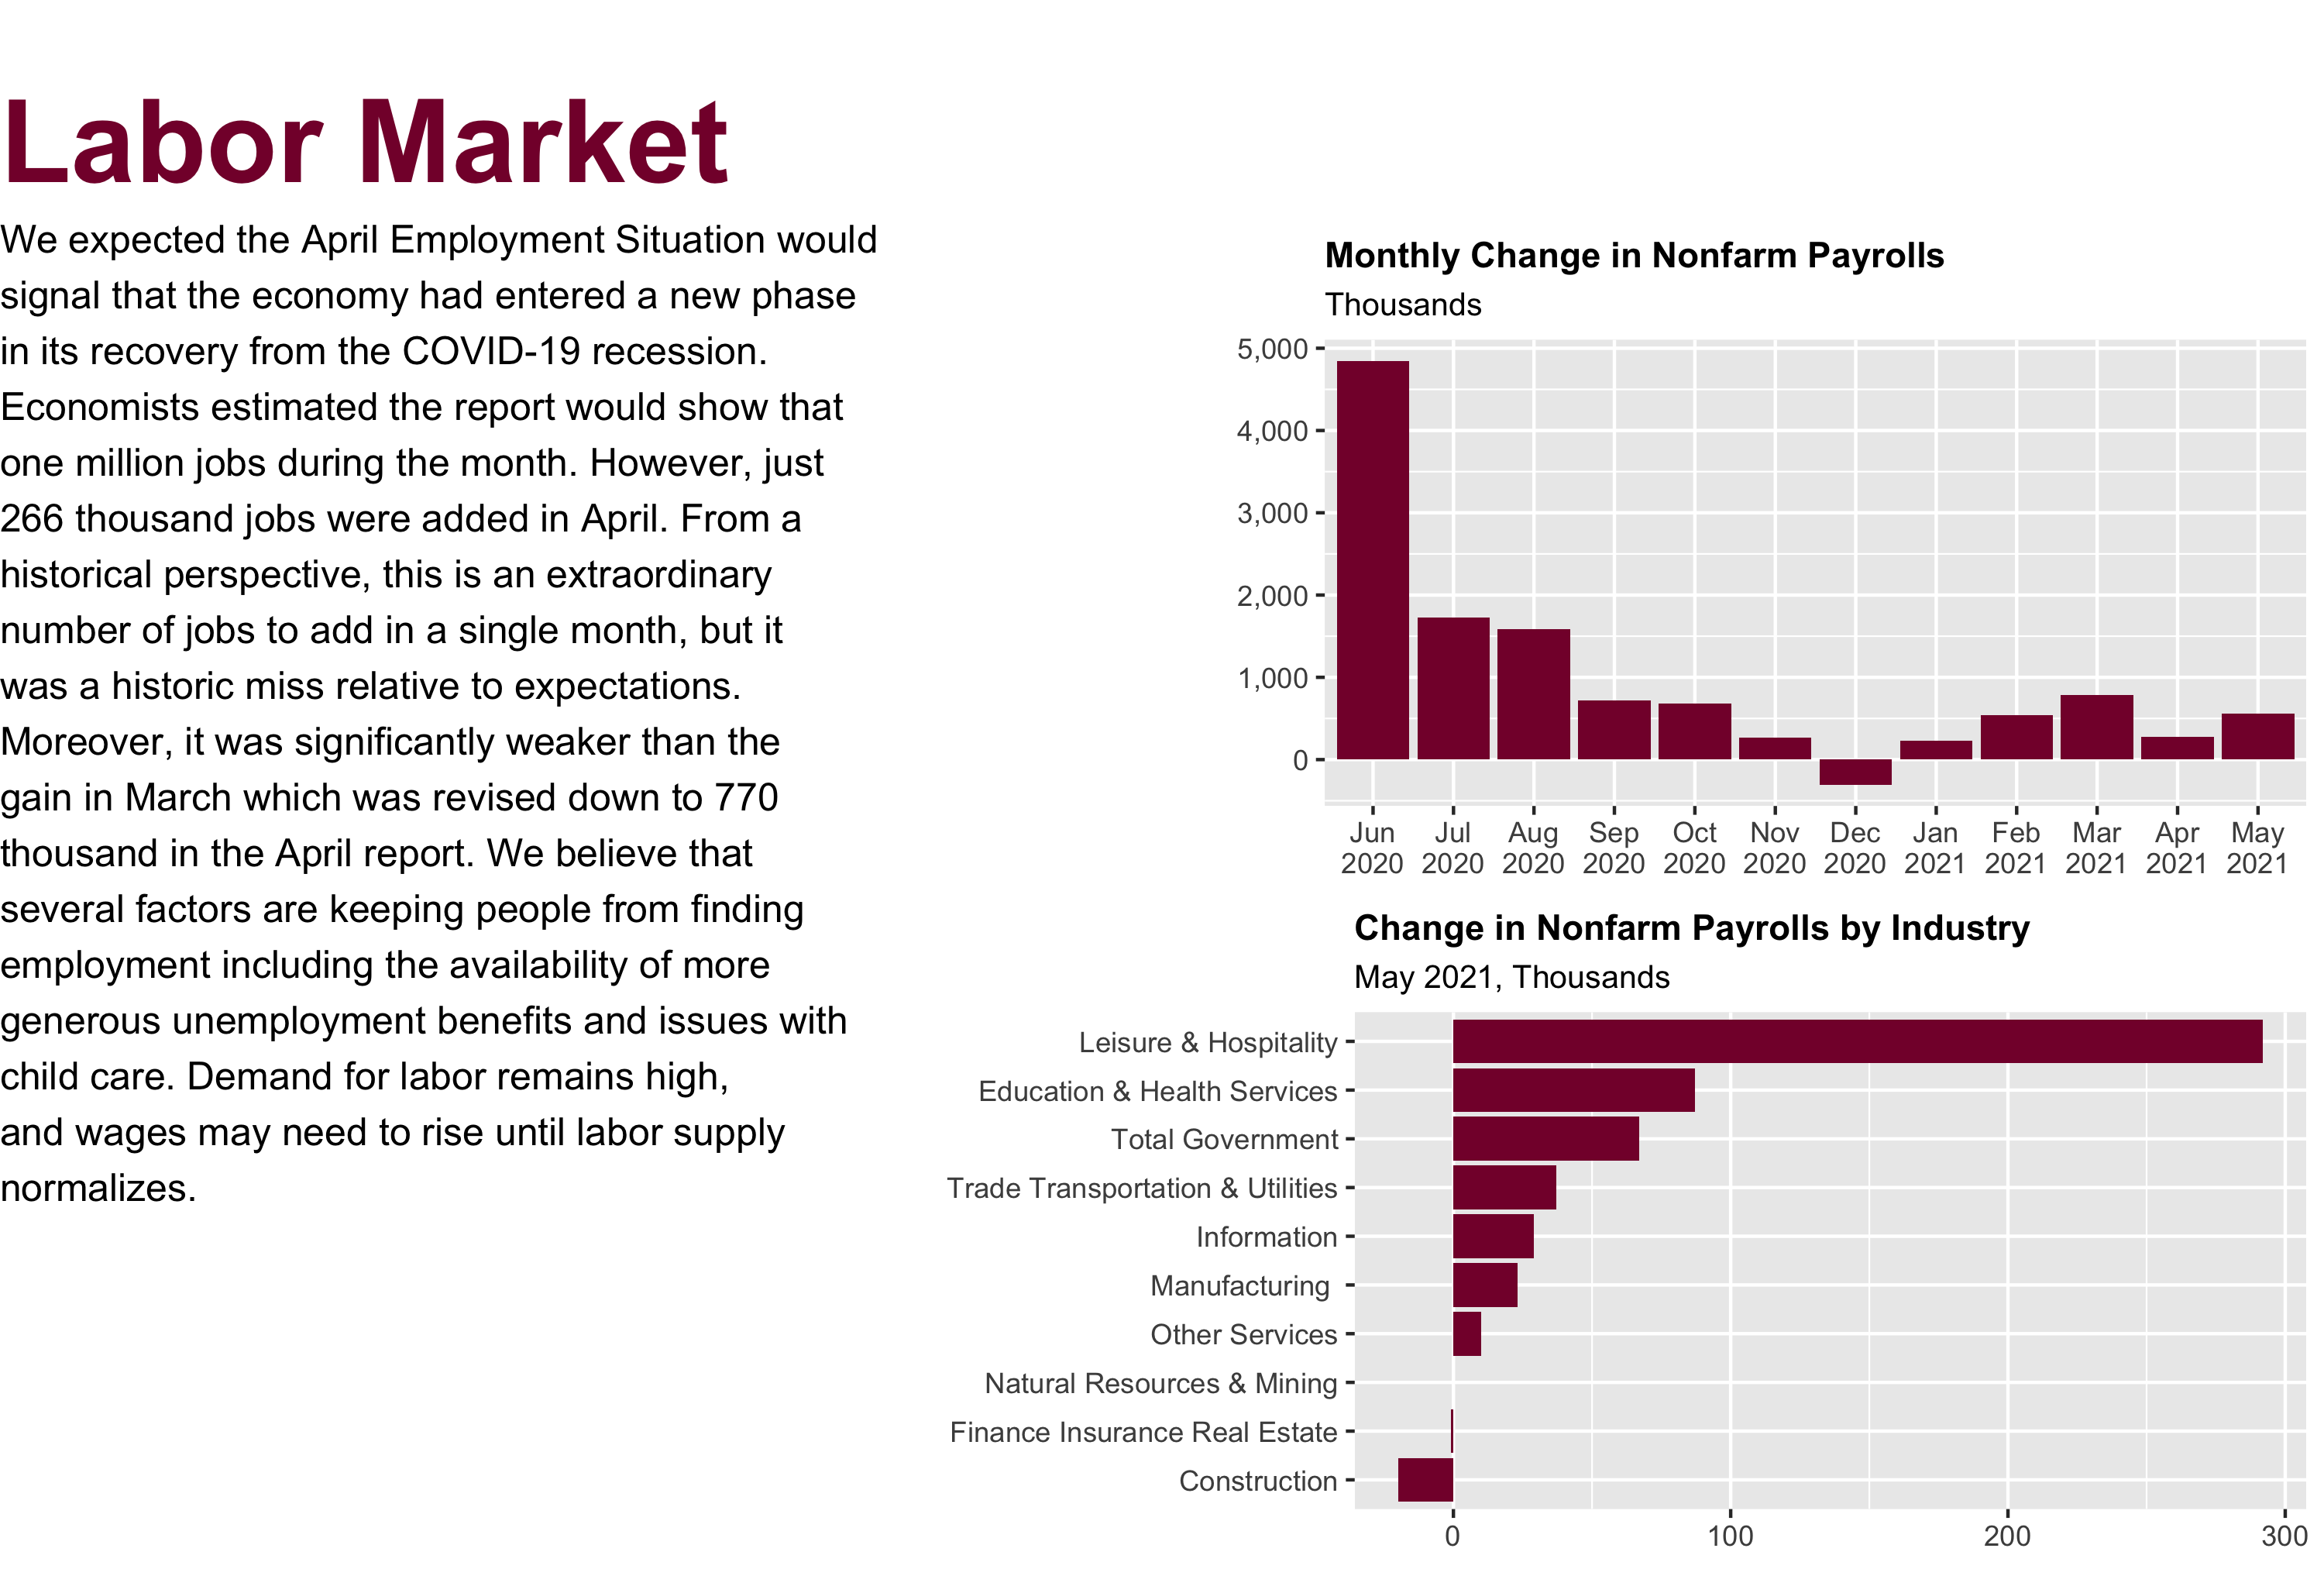 Labor Market
We expected the April Employment Situation would
signal that the economy had entered a new phase
in its recovery from the COVID-19 recession.
Economists estimated the report would show that
one million jobs during the month. However, just
266 thousand jobs were added in April. From a
historical perspective, this is an extraordinary
number of jobs to add in a single month, but it
was a historic miss relative to expectations.
Moreover, it was significantly weaker than the
gain in March which was revised down to 770
thousand in the April report. We believe that
several factors are keeping people from finding
employment including the availability of more
generous unemployment benefits and issues with
child care. Demand for labor remains high,
and wages may need to rise until labor supply
normalizes.
Monthly Change in Nonfarm Payrolls
Thousands
5,000
4,000
3,000
2,000
1,000
0
Jun Jul Aug Sep Oct Nov Dec Jan Feb Mar Apr May
2020 2020 2020 2020 2020 2020 2020 2021 2021 2021 2021 2021
Change in Nonfarm Payrolls by Industry
May 2021, Thousands
Leisure & Hospitality
Education & Health Services
Total Government
Trade Transportation & Utilities
Information
Manufacturing
Other Services
Natural Resources & Mining
Finance Insurance Real Estate
Construction
0 100 200 300